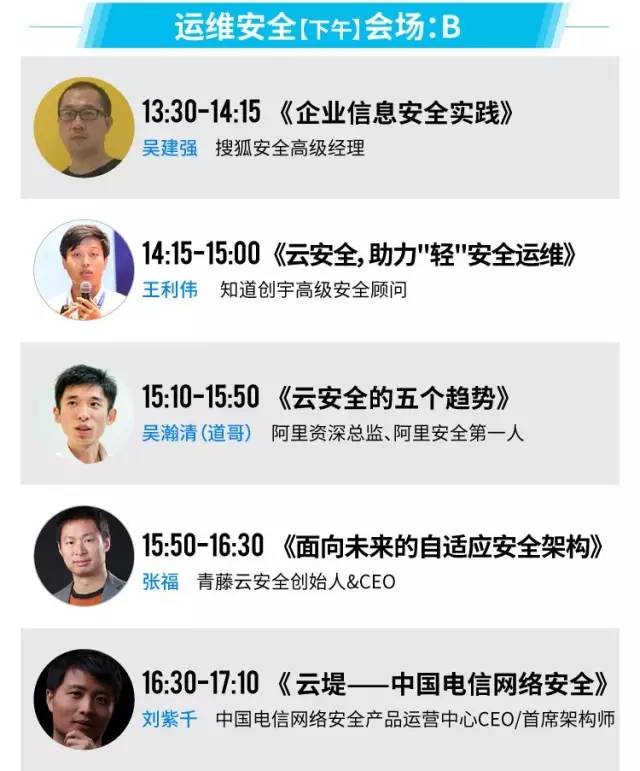 运维安全【下午】会场：B
13:30-14:15 《企业信息安全实践》
吴建强 搜狐安全高级经理
14:15-15:00《云安全，助力"轻"安全运维》
王利伟 知道创宇高级安全顾问
15:10-15:50 《云安全的五个趋势》
吴瀚清（道哥） 阿里资深总监、阿里安全第一人
15:50-16:30 《面向未来的自适应安全架构》
张福 青藤云安全创始人&CEO
16:30-17:10 《云堤——中国电信网络安全》
刘紫千 中国电信网络安全产品运营中心CEO/首席架构师